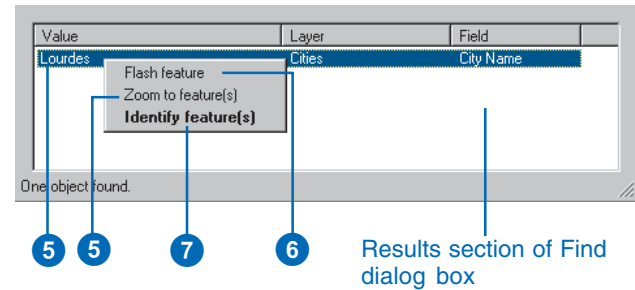 Value Layer Field
Lourdes Cities City Name
Flash feature
Zoom to feature(s)
Identify feature(s)
One object found.
5 5 7 6
Results section of Find
dialog box